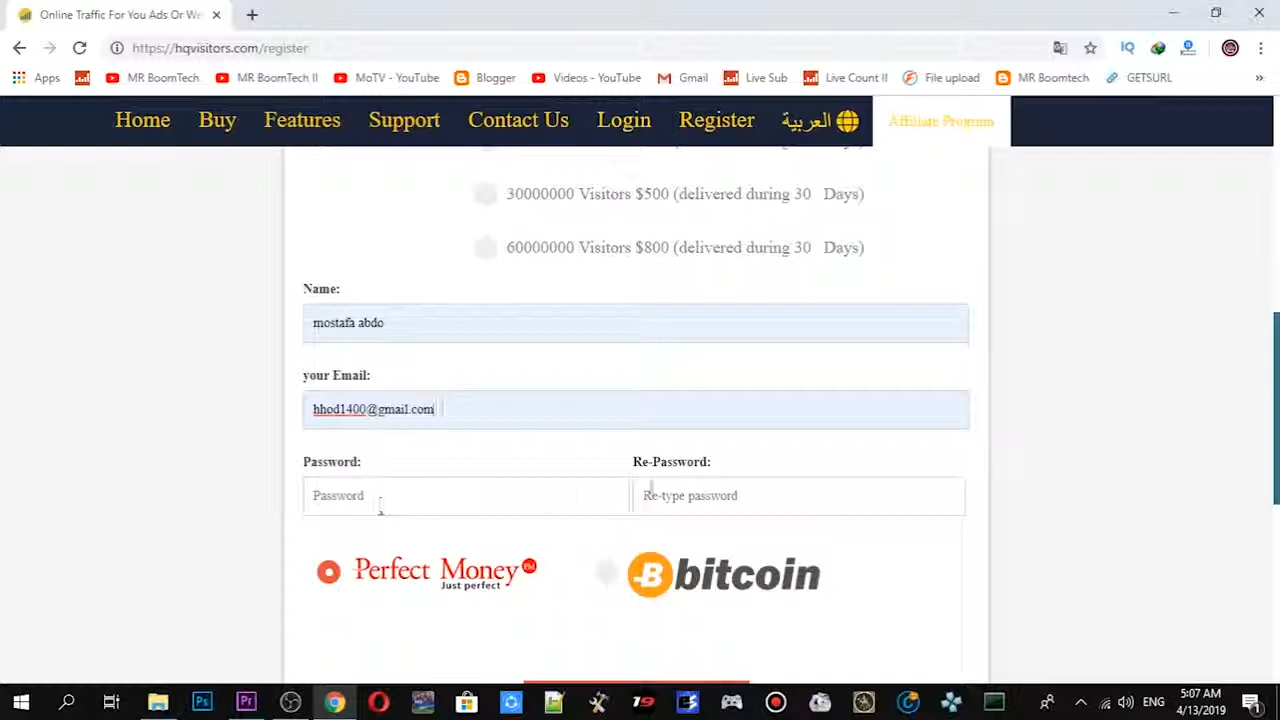 Online Traffic For You Ads Or We
https://hqvisitors.com/register
Apps MR BoomTech MR BoomTech II MoTV - YouTube Blogger Videos - YouTube Gmail Live Sub Live Count II File upload MR Boomtech GETSURL »
Home Buy Features Support Contact Us Login Register العربية Affiliate Program
30000000 Visitors $500 (delivered during 30 Days)
60000000 Visitors $800 (delivered during 30 Days)
Name:
mostafa abdo
your Email:
hhod1400@gmail.com
Password: Re-Password:
Password Re-type password
Perfect Money PM bitcoin
Just perfect
5:07 AM
ENG
4/13/2019